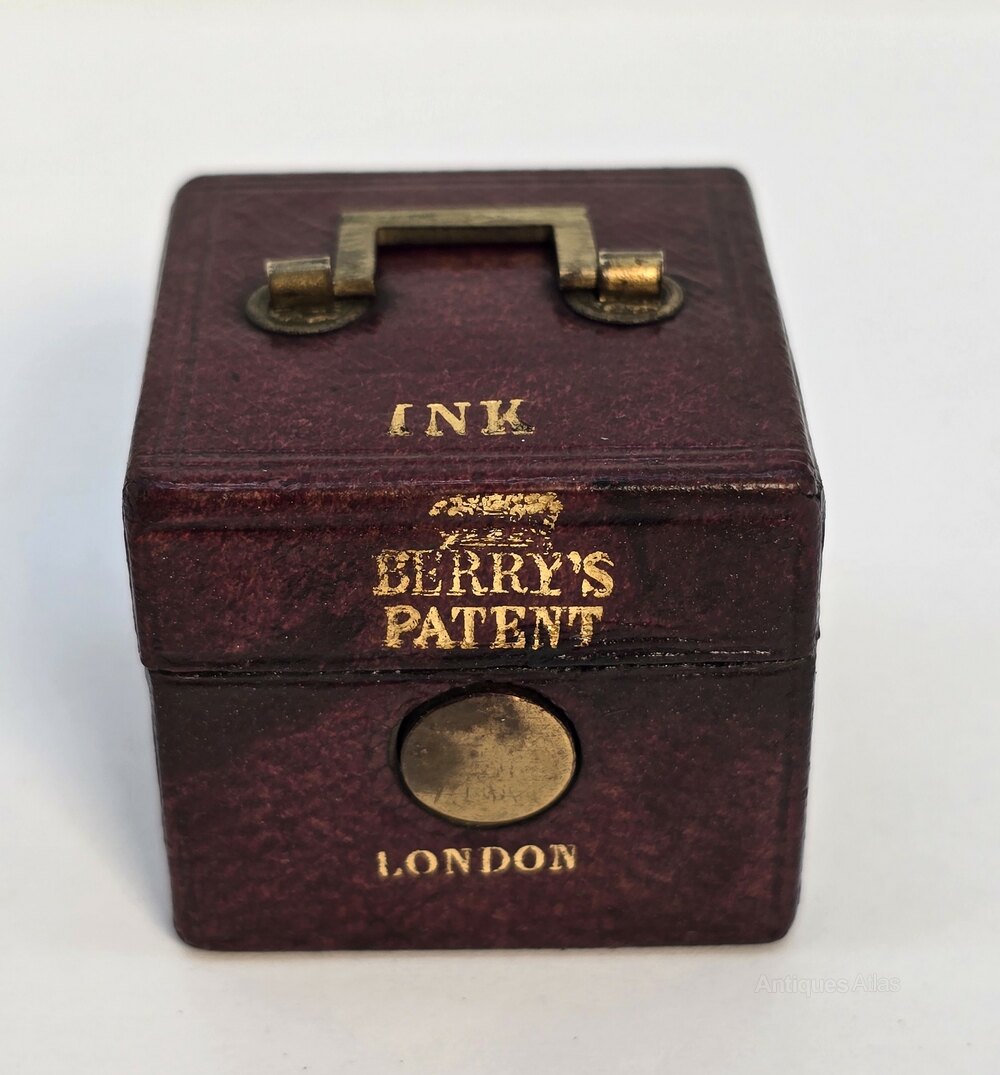 INK
BERRY'S
PATENT
LONDON
Antiques Atlas